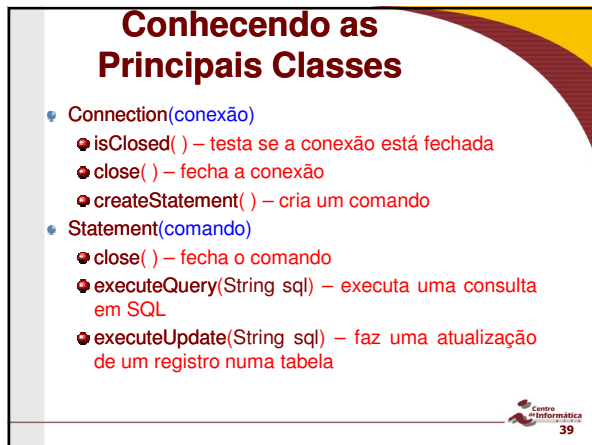 Conhecendo as
Principais Classes
Connection(conexão)
isClosed( ) – testa se a conexão está fechada
close( ) – fecha a conexão
createStatement( ) – cria um comando
Statement(comando)
close( ) – fecha o comando
executeQuery(String sql) – executa uma consulta
em SQL
executeUpdate(String sql) – faz uma atualização
de um registro numa tabela
Centro
de Informática
UFPE
39